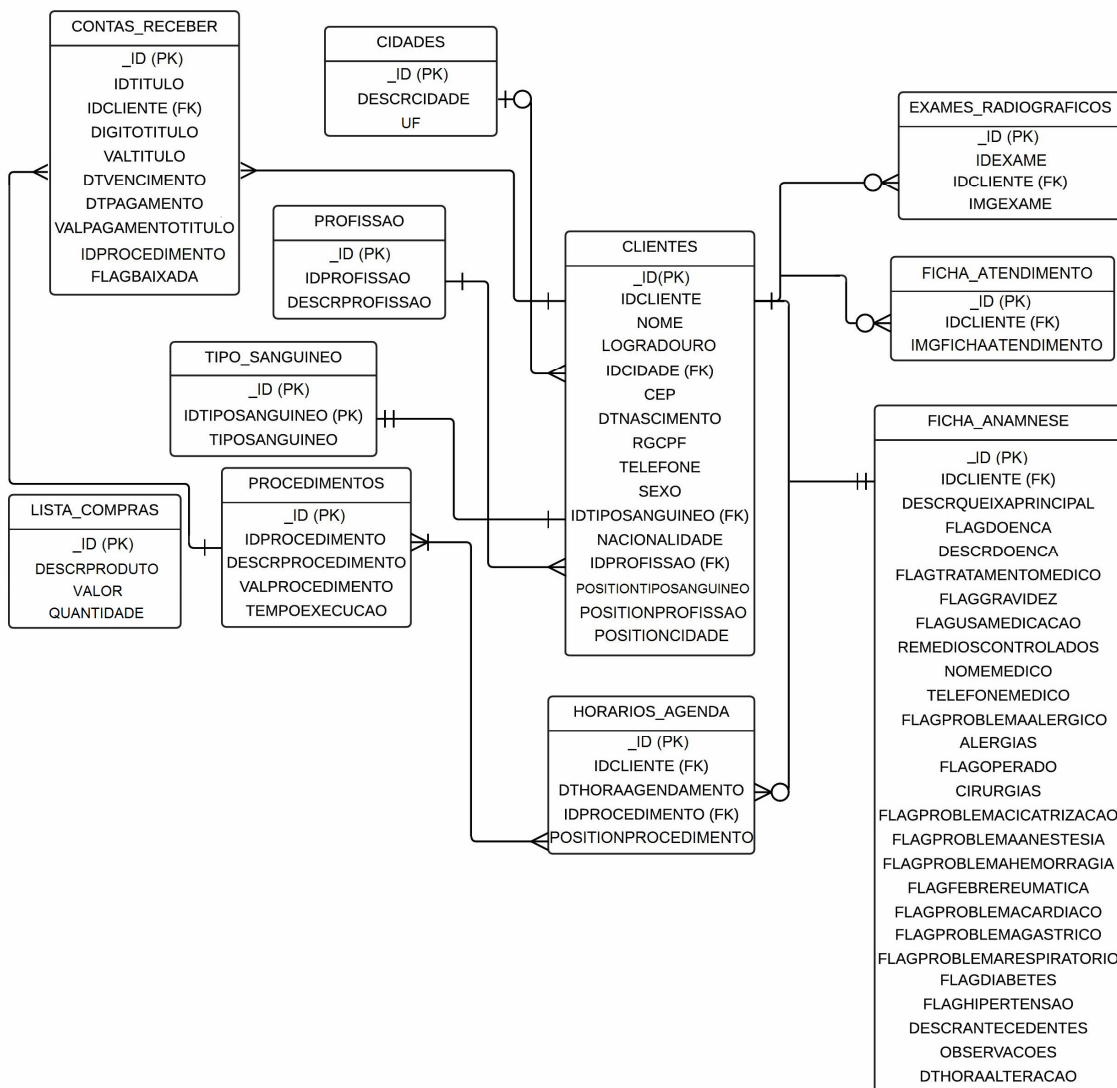 CONTAS_RECEBER
_ID (PK)
IDTITULO
IDCLIENTE (FK)
DIGITOTITULO
VALTITULO
DTVENCIMENTO
DTPAGAMENTO
VALPAGAMENTOTITULO
IDPROCEDIMENTO
FLAGBAIXADA
CIDADES
_ID (PK)
DESCRCIDADE
UF
PROFISSAO
_ID (PK)
IDPROFISSAO
DESCRPROFISSAO
TIPO_SANGUINEO
_ID (PK)
IDTIPOSANGUINEO (PK)
TIPOSANGUINEO
PROCEDIMENTOS
_ID (PK)
IDPROCEDIMENTO
DESCRPROCEDIMENTO
VALPROCEDIMENTO
TEMPOEXECUCAO
LISTA_COMPRAS
_ID (PK)
DESCRPRODUTO
VALOR
QUANTIDADE
CLIENTES
_ID(PK)
IDCLIENTE
NOME
LOGRADOURO
IDCIDADE (FK)
CEP
DTNASCIMENTO
RGCPF
TELEFONE
SEXO
IDTIPOSANGUINEO (FK)
NACIONALIDADE
IDPROFISSAO (FK)
POSITIONTIPOSANGUINEO
POSITIONPROFISSAO
POSITIONCIDADE
HORARIOS_AGENDA
_ID (PK)
IDCLIENTE (FK)
DTHORAAGENDAMENTO
IDPROCEDIMENTO (FK)
POSITIONPROCEDIMENTO
EXAMES_RADIOGRAFICOS
_ID (PK)
IDEXAME
IDCLIENTE (FK)
IMGEXAME
FICHA_ATENDIMENTO
_ID (PK)
IDCLIENTE (FK)
IMGFICHAATENDIMENTO
FICHA_ANAMNESE
_ID (PK)
IDCLIENTE (FK)
DESCRQUEIXAPRINCIPAL
FLAGDOENCA
DESCRDOENCA
FLAGTRATAMENTOMEDICO
FLAGGRAVIDEZ
FLAGUSAMEDICACAO
REMEDIOSCONTROLADOS
NOMEMEDICO
TELEFONEMEDICO
FLAGPROBLEMAALERGICO
ALERGIAS
FLAGOPERADO
CIRURGIAS
FLAGPROBLEMACICATRIZACAO
FLAGPROBLEMAANESTESIA
FLAGPROBLEMAHEMORRAGIA
FLAGFEBREREUMATICA
FLAGPROBLEMACARDIACO
FLAGPROBLEMAGASTRICO
FLAGPROBLEMARESPIRATORIO
FLAGDIABETES
FLAGHIPERTENSAO
DESCRANTECEDENTES
OBSERVACOES
DTHORAALTERACAO